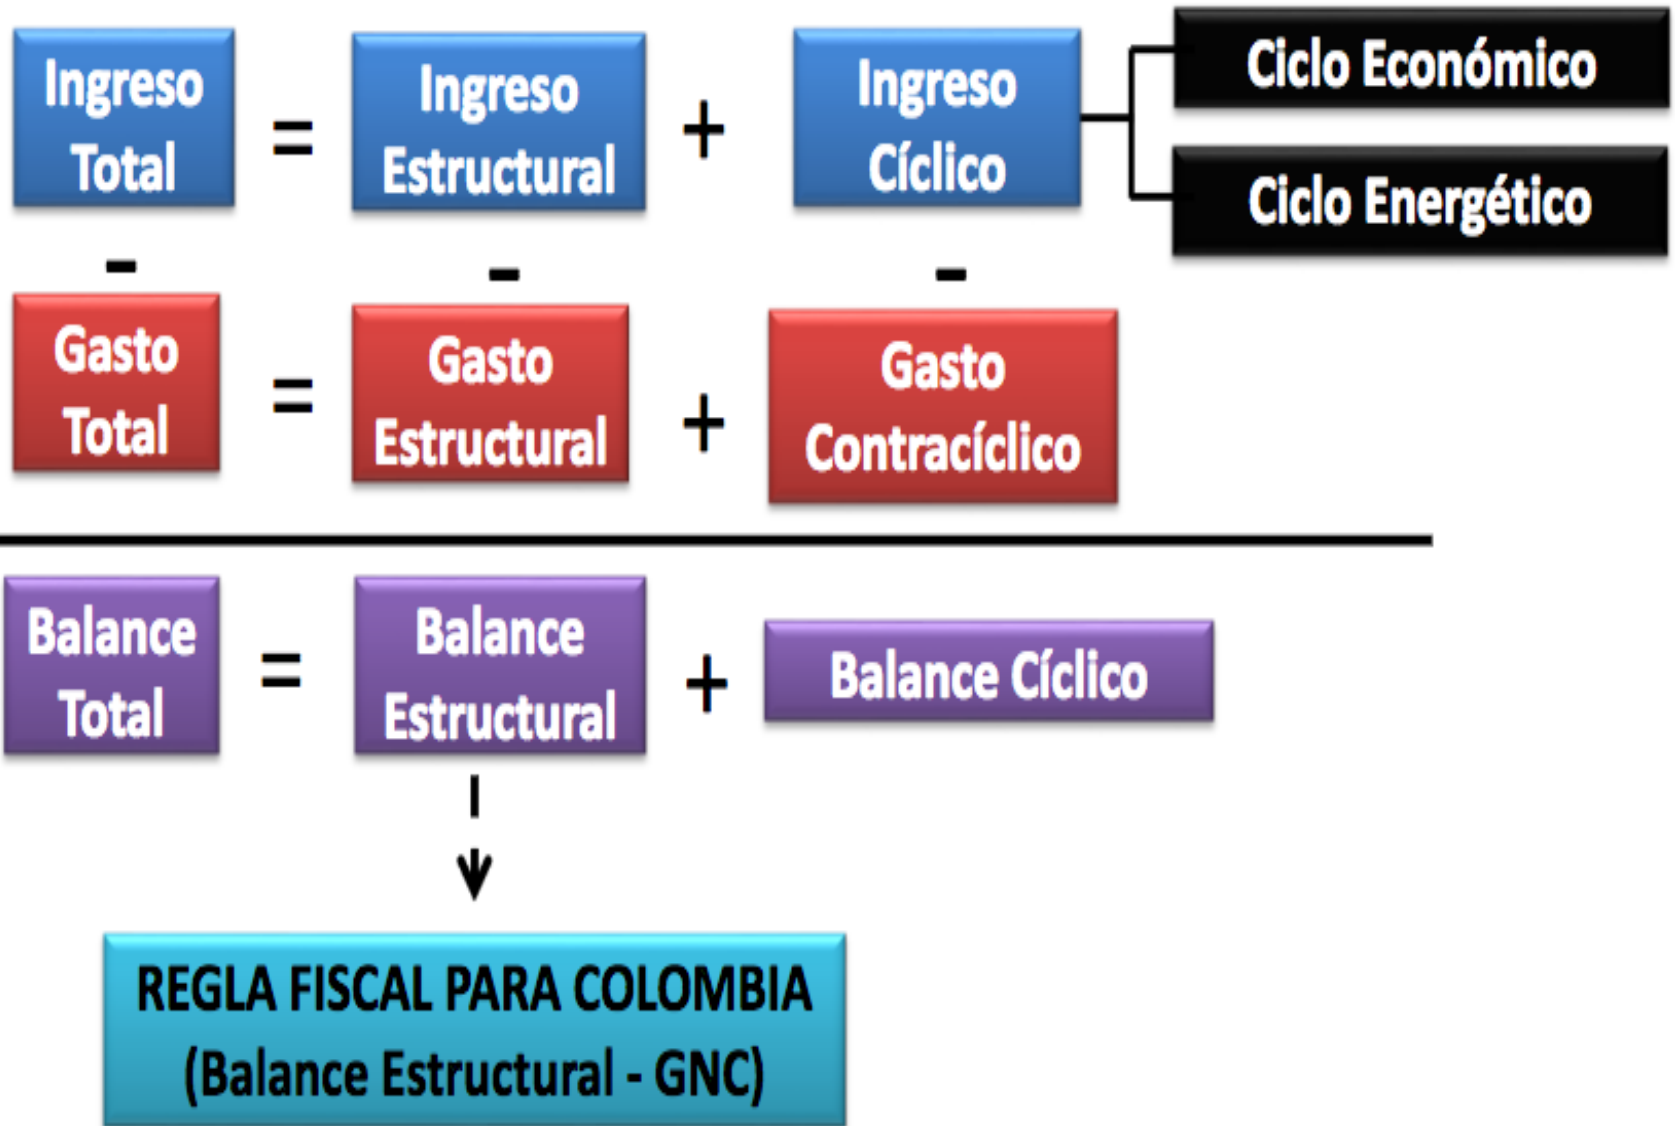 Ingreso
Total
=
Ingreso
Estructural
+
Ingreso
Cíclico
Ciclo Económico
Ciclo Energético
-
-
-
Gasto
Total
=
Gasto
Estructural
+
Gasto
Contracíclico
Balance
Total
=
Balance
Estructural
+
Balance Cíclico
REGLA FISCAL PARA COLOMBIA
(Balance Estructural - GNC)